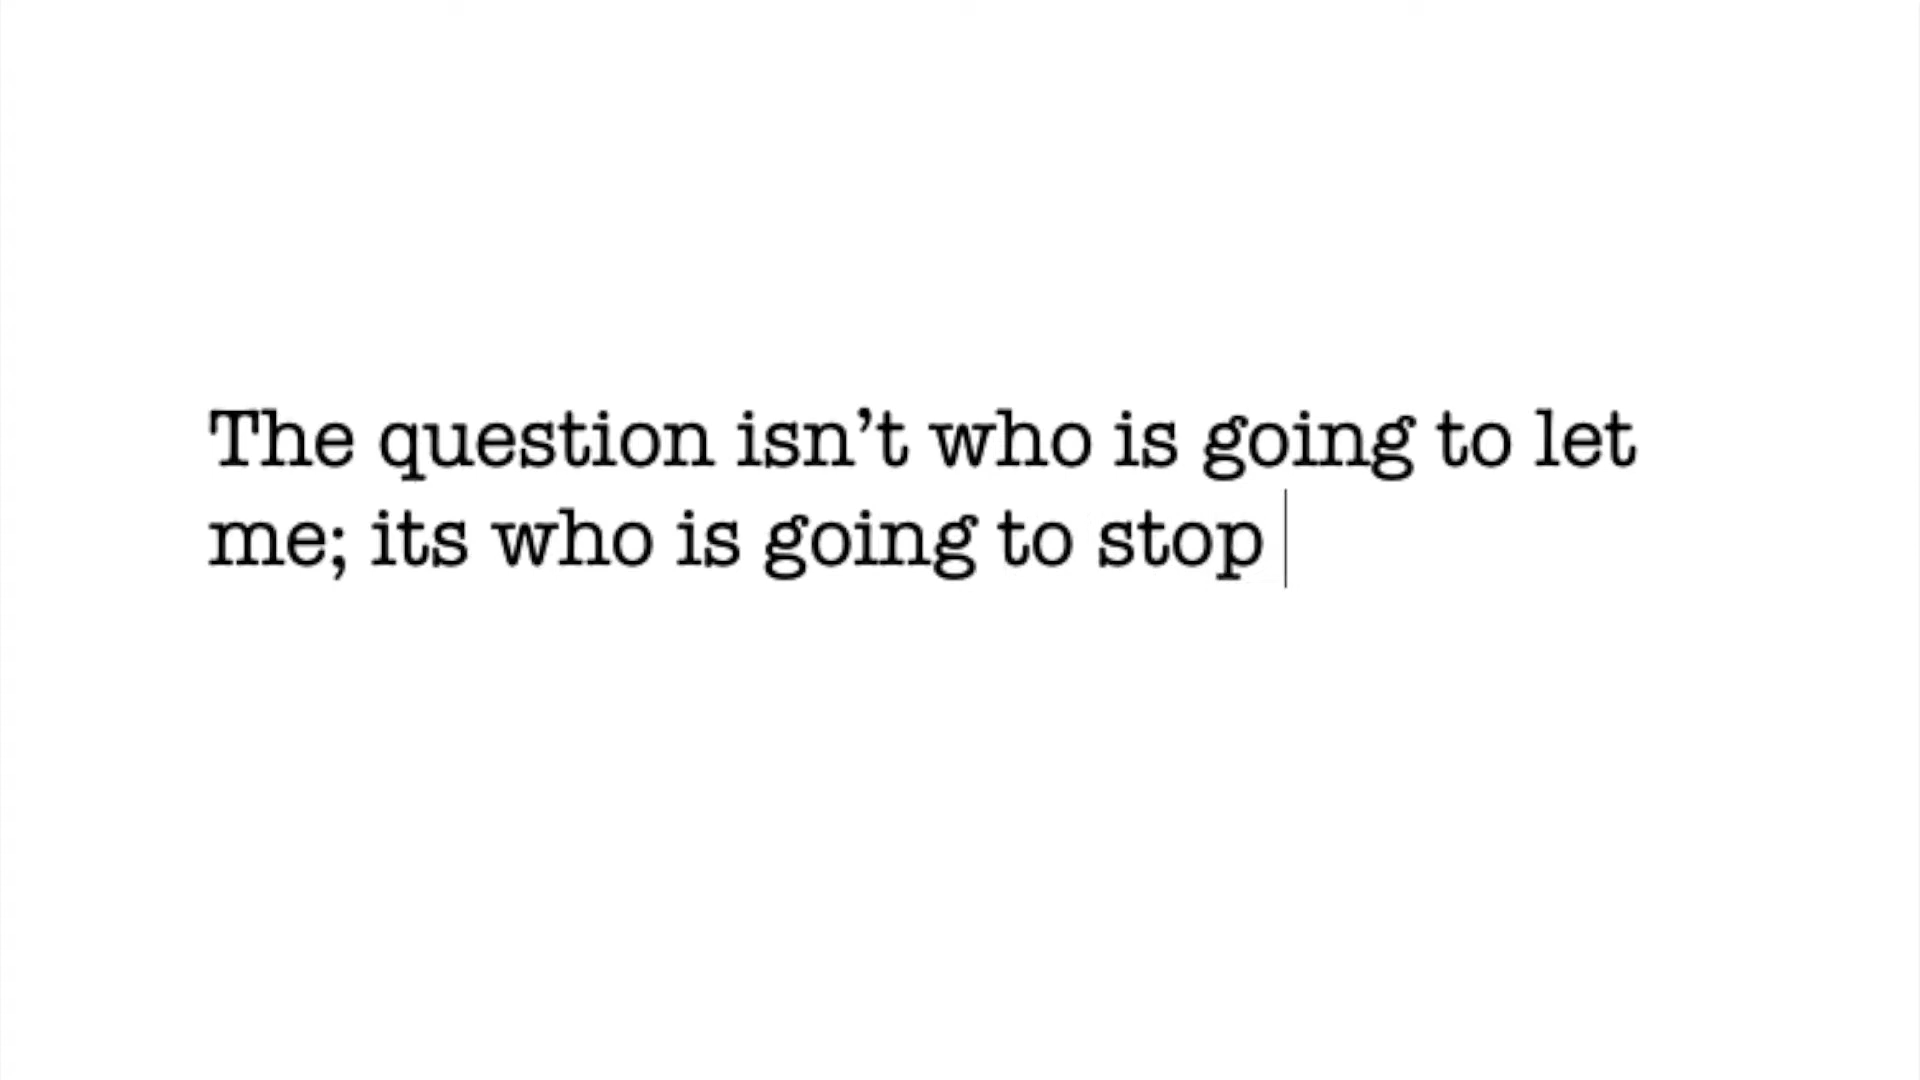 The question isn’t who is going to let
me; its who is going to stop